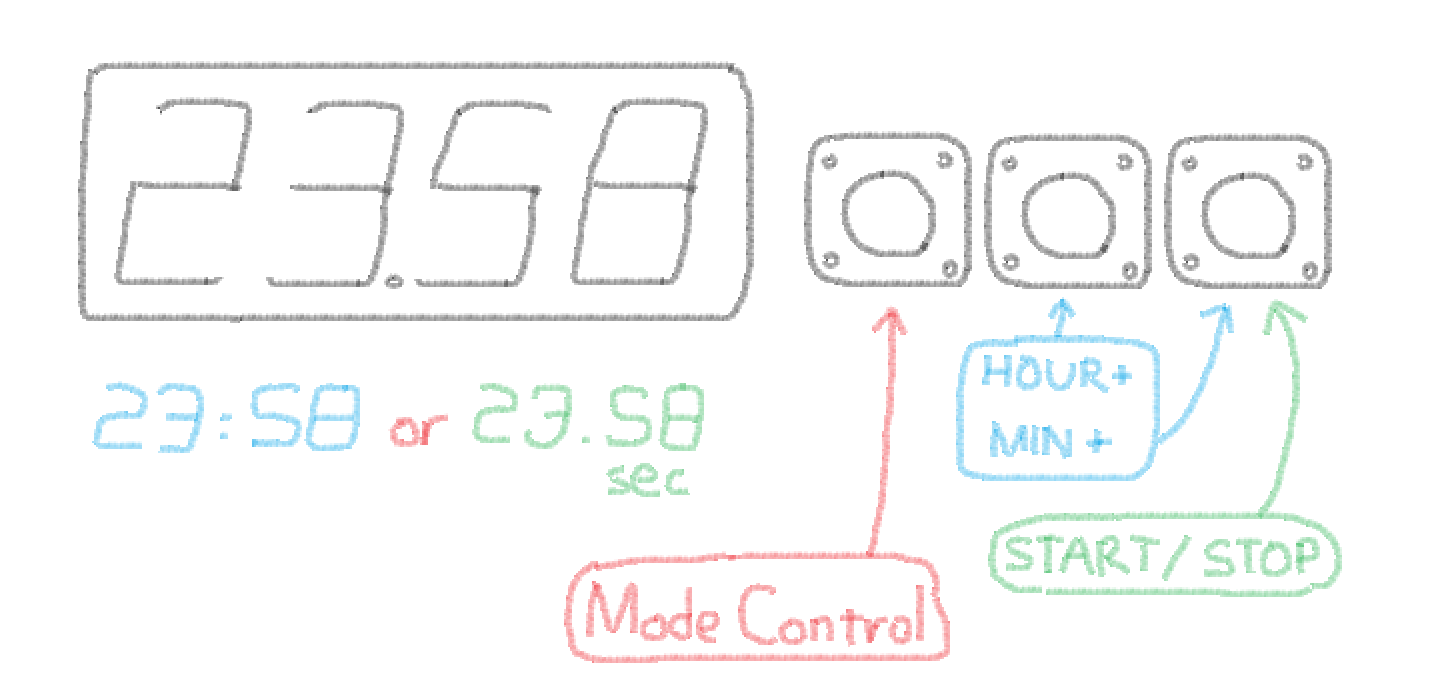 23.58
23:58 or 23.58
sec
HOUR+
MIN +
START/STOP
Mode Control